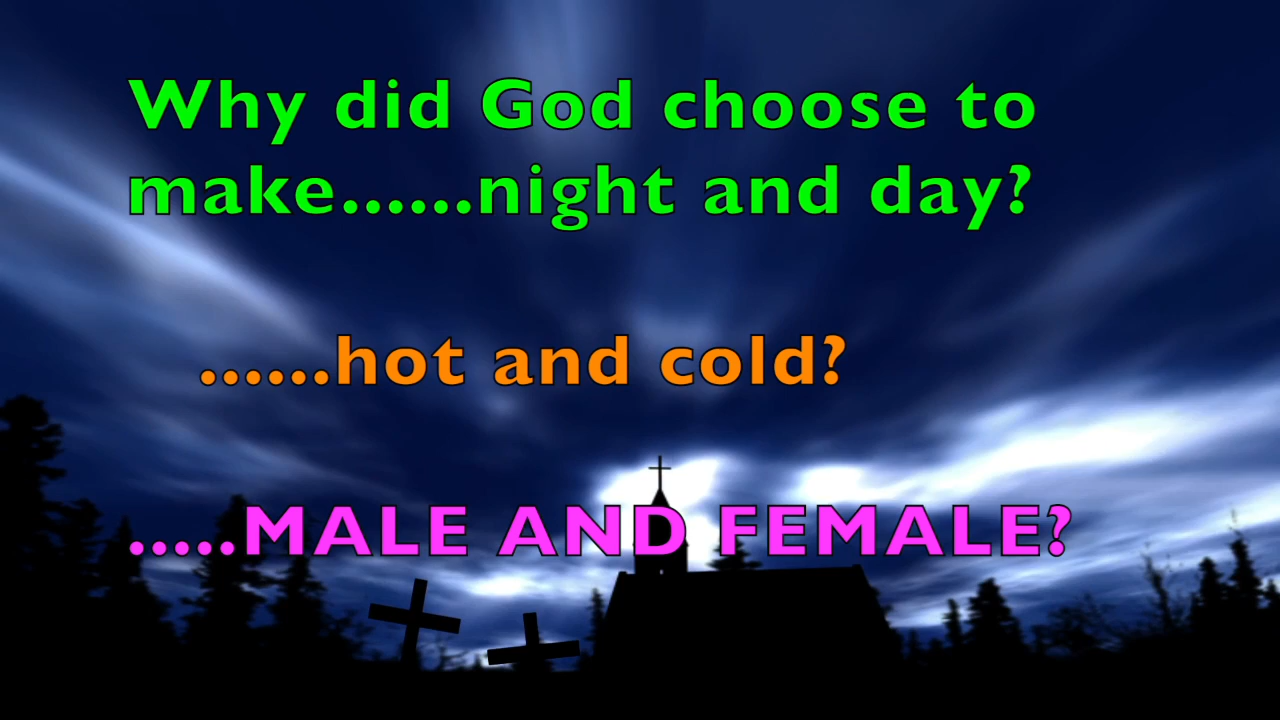 Why did God choose to
make......night and day?
......hot and cold?
.....MALE AND FEMALE?